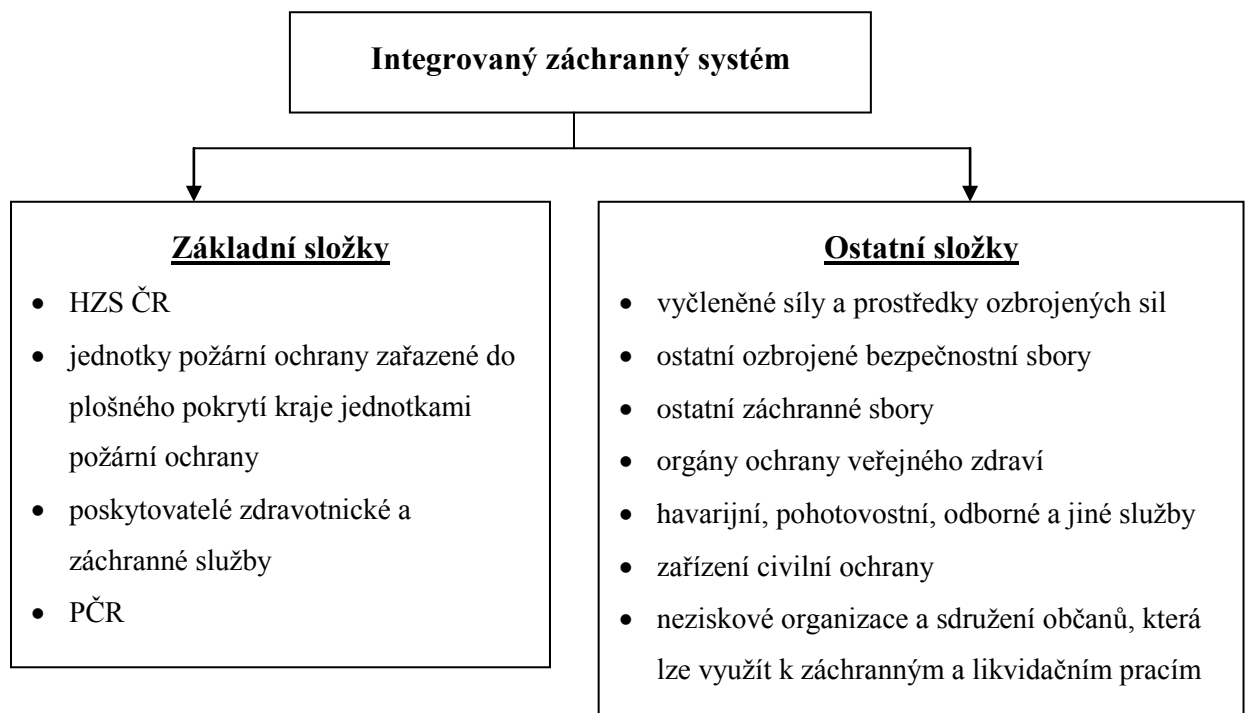 Integrovaný záchranný systém
Základní složky
• HZS ČR
• jednotky požární ochrany zařazené do
plošného pokrytí kraje jednotkami
požární ochrany
• poskytovatelé zdravotnické a
záchranné služby
• PČR
Ostatní složky
• vyčleněné síly a prostředky ozbrojených sil
• ostatní ozbrojené bezpečnostní sbory
• ostatní záchranné sbory
• orgány ochrany veřejného zdraví
• havarijní, pohotovostní, odborné a jiné služby
• zařízení civilní ochrany
• neziskové organizace a sdružení občanů, která
lze využít k záchranným a likvidačním pracím